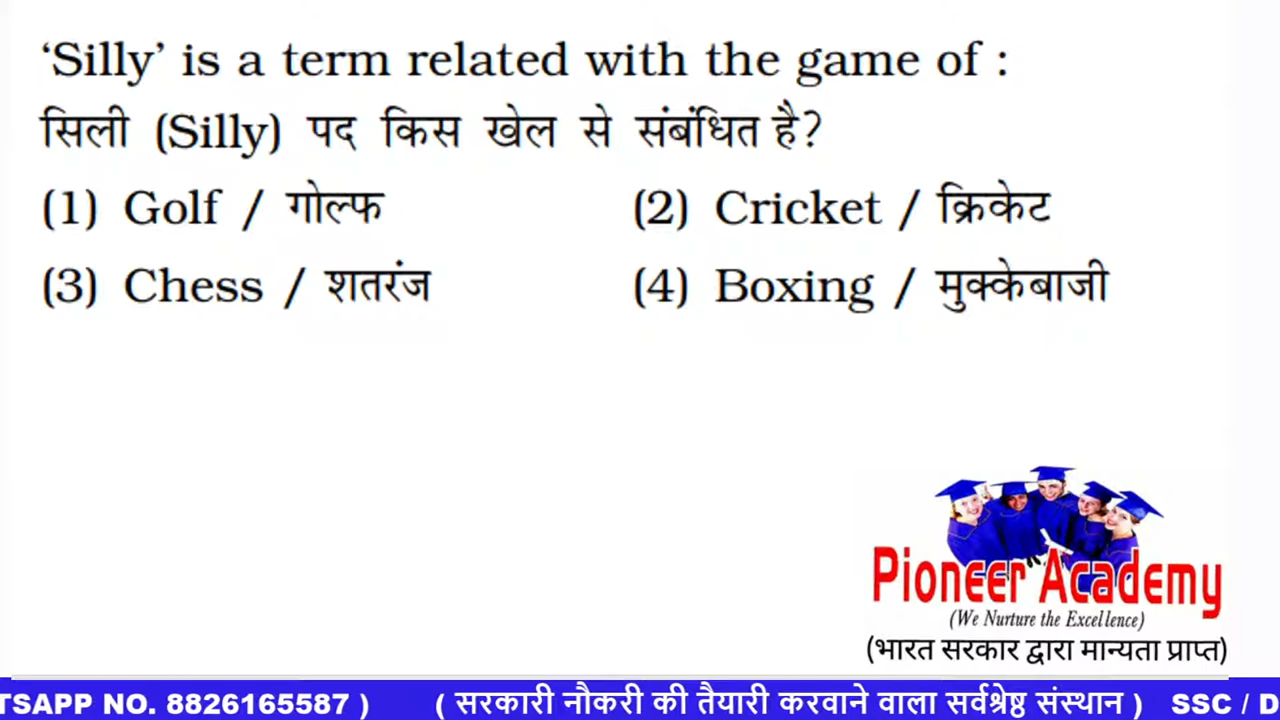 ‘Silly’ is a term related with the game of :
सिली (Silly) पद किस खेल से संबंधित है?
(1) Golf / गोल्फ (2) Cricket / क्रिकेट
(3) Chess / शतरंज (4) Boxing / मुक्केबाजी
Pioneer Academy
(We Nurture the Excellence)
(भारत सरकार द्वारा मान्यता प्राप्त)
TSAPP NO. 8826165587 ) ( सरकारी नौकरी की तैयारी करवाने वाला सर्वश्रेष्ठ संस्थान ) SSC / D